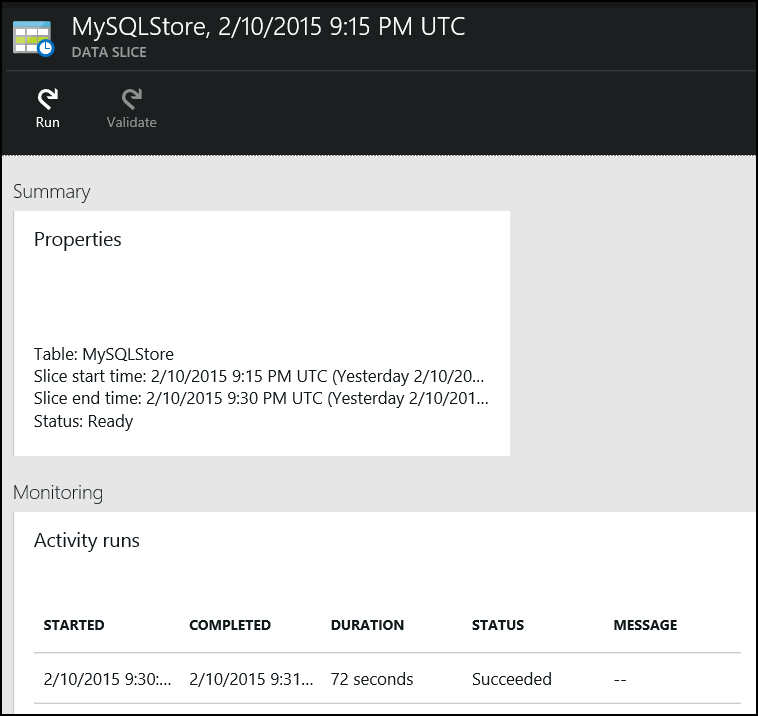 MySQLStore, 2/10/2015 9:15 PM UTC
DATA SLICE
Run Validate
Summary
Properties
Table: MySQLStore
Slice start time: 2/10/2015 9:15 PM UTC (Yesterday 2/10/20...
Slice end time: 2/10/2015 9:30 PM UTC (Yesterday 2/10/201...
Status: Ready
Monitoring
Activity runs
STARTED COMPLETED DURATION STATUS MESSAGE
2/10/2015 9:30:... 2/10/2015 9:31... 72 seconds Succeeded --